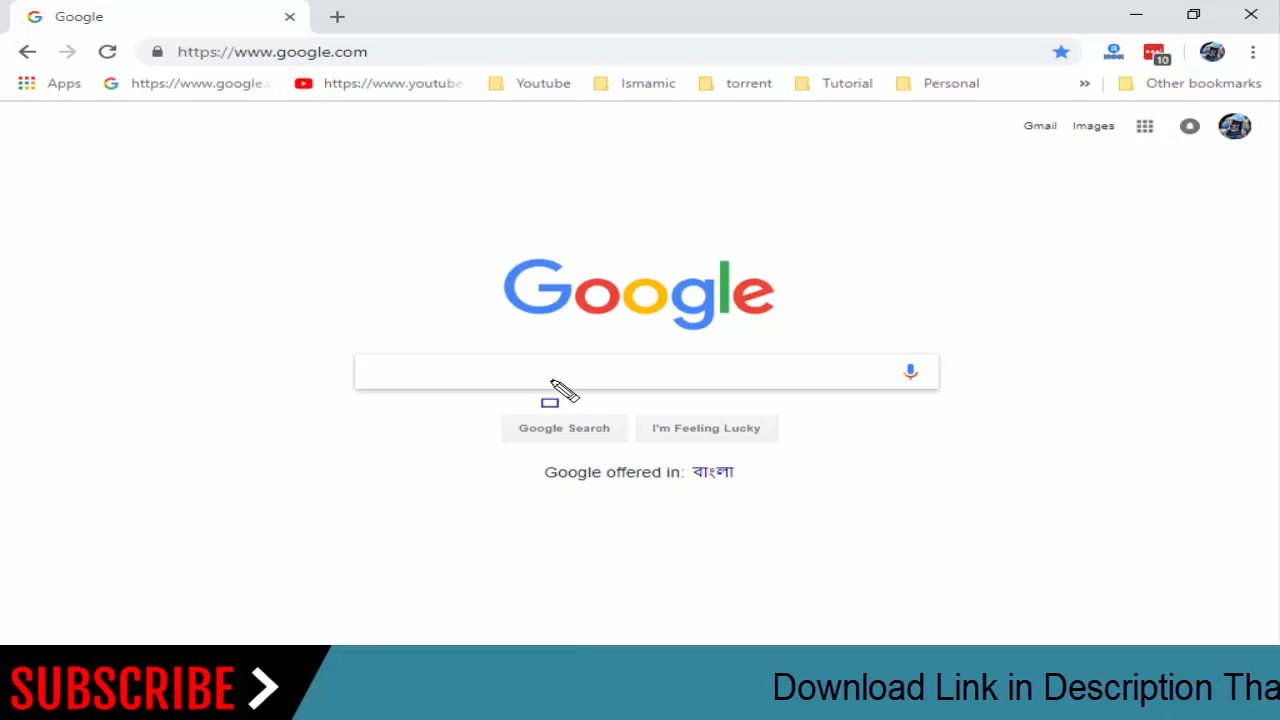 Google
https://www.google.com
Apps https://www.google.c https://www.youtube Youtube Ismamic torrent Tutorial Personal » Other bookmarks
10
Gmail Images
Google
Google Search I'm Feeling Lucky
Google offered in: বাংলা
SUBSCRIBE Download Link in Description Tha